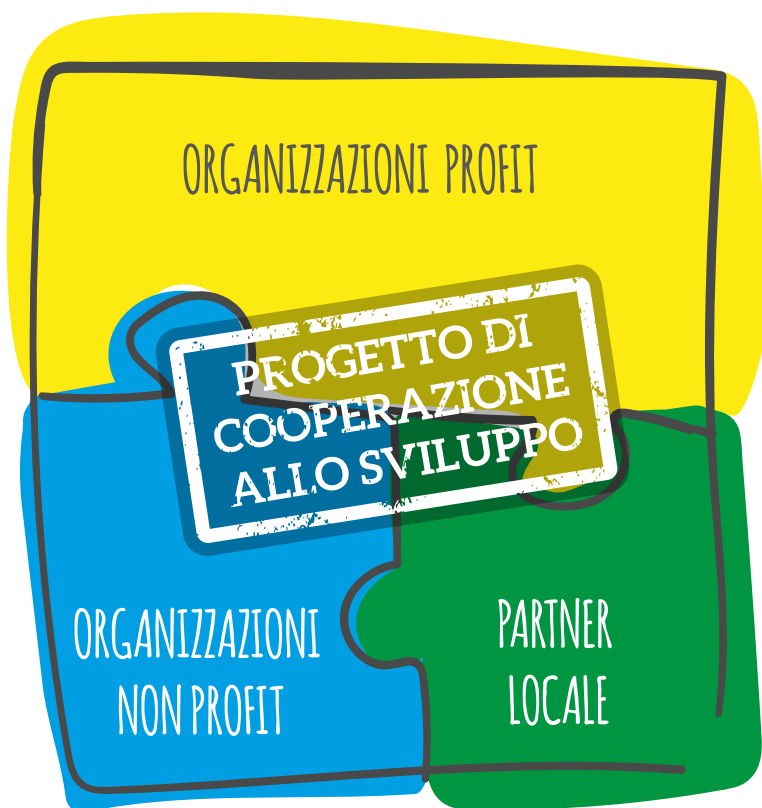 ORGANIZZAZIONI PROFIT
PROGETTO DI
COOPERAZIONE
ALLO SVILUPPO
ORGANIZZAZIONI
NON PROFIT
PARTNER
LOCALE